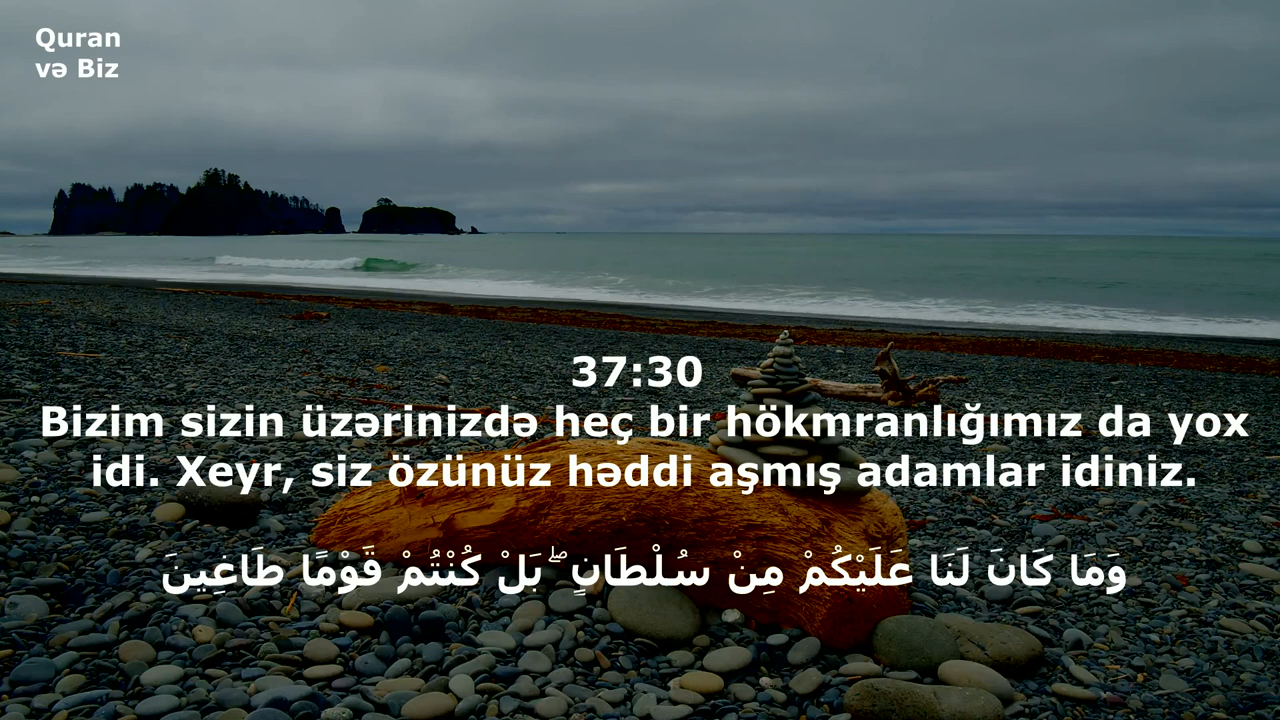 Quran
və Biz
37:30
Bizim sizin üzərinizdə heç bir hökmranlığımız da yox
idi. Xeyr, siz özünüz həddi aşmış adamlar idiniz.
وَمَا كَانَ لَنَا عَلَيْكُمْ مِنْ سُلْطَانٍ ۖ بَلْ كُنْتُمْ قَوْمًا طَاغِينَ